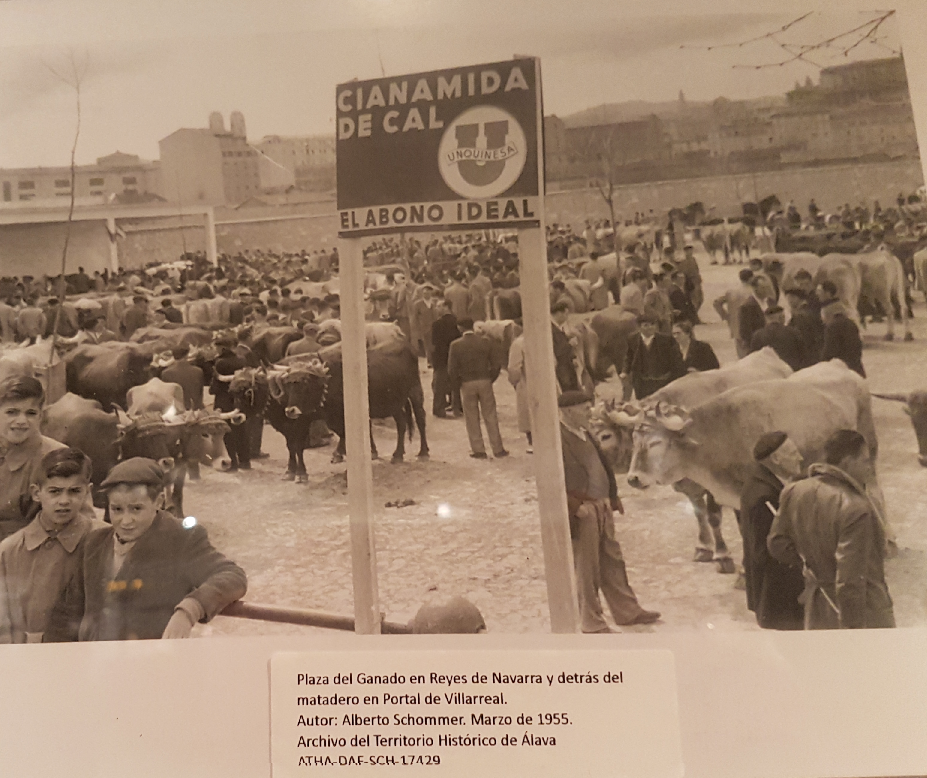 CIANAMIDA
DE CAL
U
UNQUINESA
EL ABONO IDEAL
Plaza del Ganado en Reyes de Navarra y detrás del
matadero en Portal de Villarreal.
Autor: Alberto Schommer. Marzo de 1955.
Archivo del Territorio Histórico de Álava
ATHA-DAF-SCH-17429